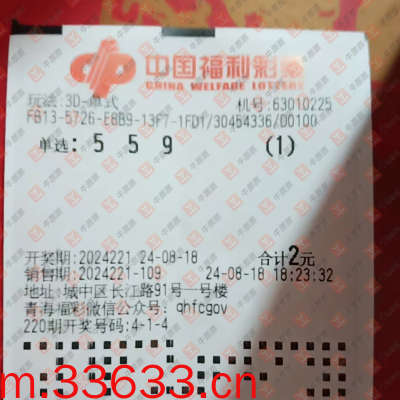 中国福利彩票
CHINA WELFARE LOTTERY
玩法:3D-单式 机号:63010225
FB13-5726-E8B9-13F7-1FD1/30454336/D0100
单选: 5 5 9 (1)
开奖期:2024221 24-08-18 合计2元
销售期:2024221-109 24-08-18 18:23:32
地址:城中区长江路91号一号楼
青海福彩微信公众号: qhfcgov
220期开奖号码:4-1-4
m.33633.cn